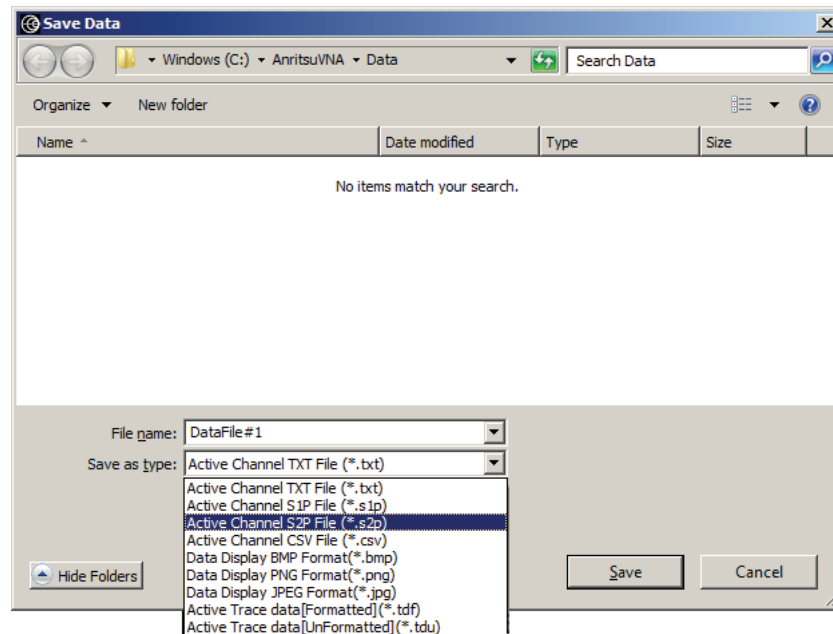 Save Data
Windows (C:) AnritsuVNA Data Search Data
Organize New folder
Name Date modified Type Size
No items match your search.
File name: DataFile#1
Save as type: Active Channel TXT File (*.txt)
Active Channel TXT File (*.txt)
Active Channel S1P File (*.s1p)
Active Channel S2P File (*.s2p)
Active Channel CSV File (*.csv)
Data Display BMP Format(*.bmp)
Data Display PNG Format(*.png)
Data Display JPEG Format(*.jpg)
Active Trace data[Formatted](*.tdf)
Active Trace data[UnFormatted](*.tdu)
Hide Folders Save Cancel